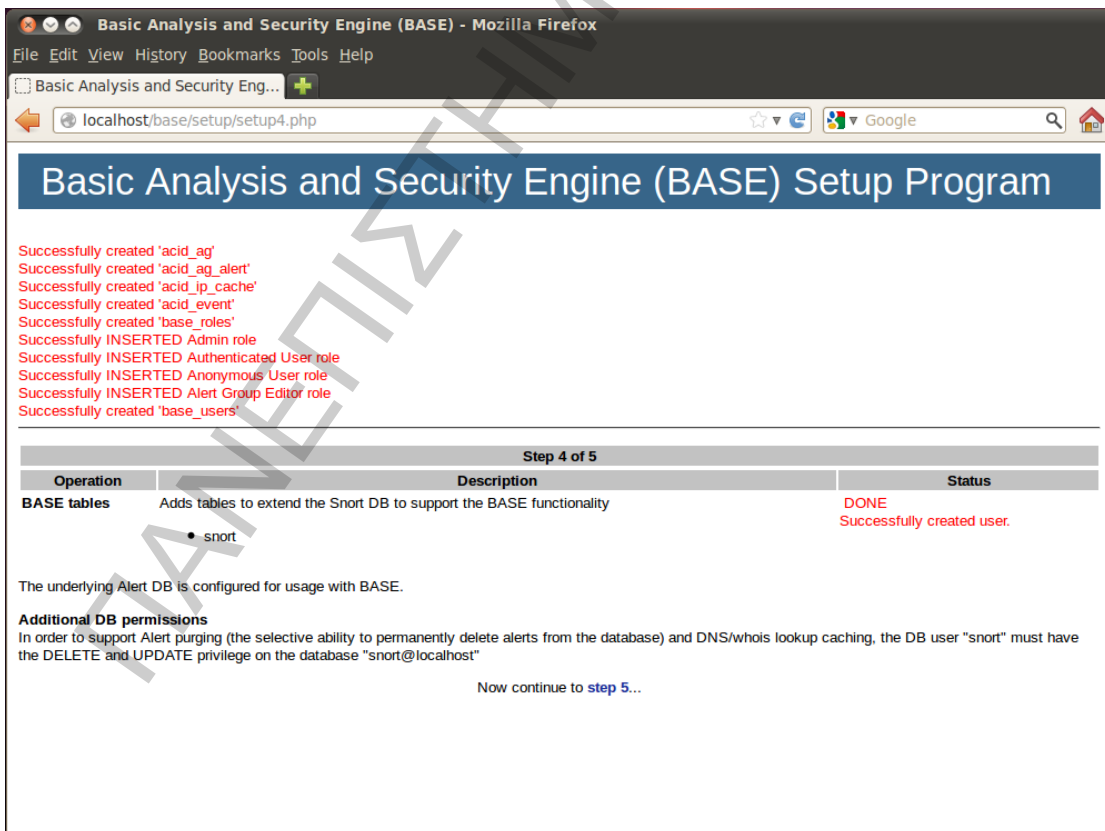 Basic Analysis and Security Engine (BASE) - Mozilla Firefox
File Edit View History Bookmarks Tools Help
Basic Analysis and Security Eng...
localhost/base/setup/setup4.php
Google
Basic Analysis and Security Engine (BASE) Setup Program
Successfully created 'acid_ag'
Successfully created 'acid_ag_alert'
Successfully created 'acid_ip_cache'
Successfully created 'acid_event'
Successfully created 'base_roles'
Successfully INSERTED Admin role
Successfully INSERTED Authenticated User role
Successfully INSERTED Anonymous User role
Successfully INSERTED Alert Group Editor role
Successfully created 'base_users'
Step 4 of 5
Operation Description Status
BASE tables Adds tables to extend the Snort DB to support the BASE functionality DONE
Successfully created user.
• snort
The underlying Alert DB is configured for usage with BASE.
Additional DB permissions
In order to support Alert purging (the selective ability to permanently delete alerts from the database) and DNS/whois lookup caching, the DB user "snort" must have
the DELETE and UPDATE privilege on the database "snort@localhost"
Now continue to step 5...
ΠΑΝΕΠΙΣΤΗΜ